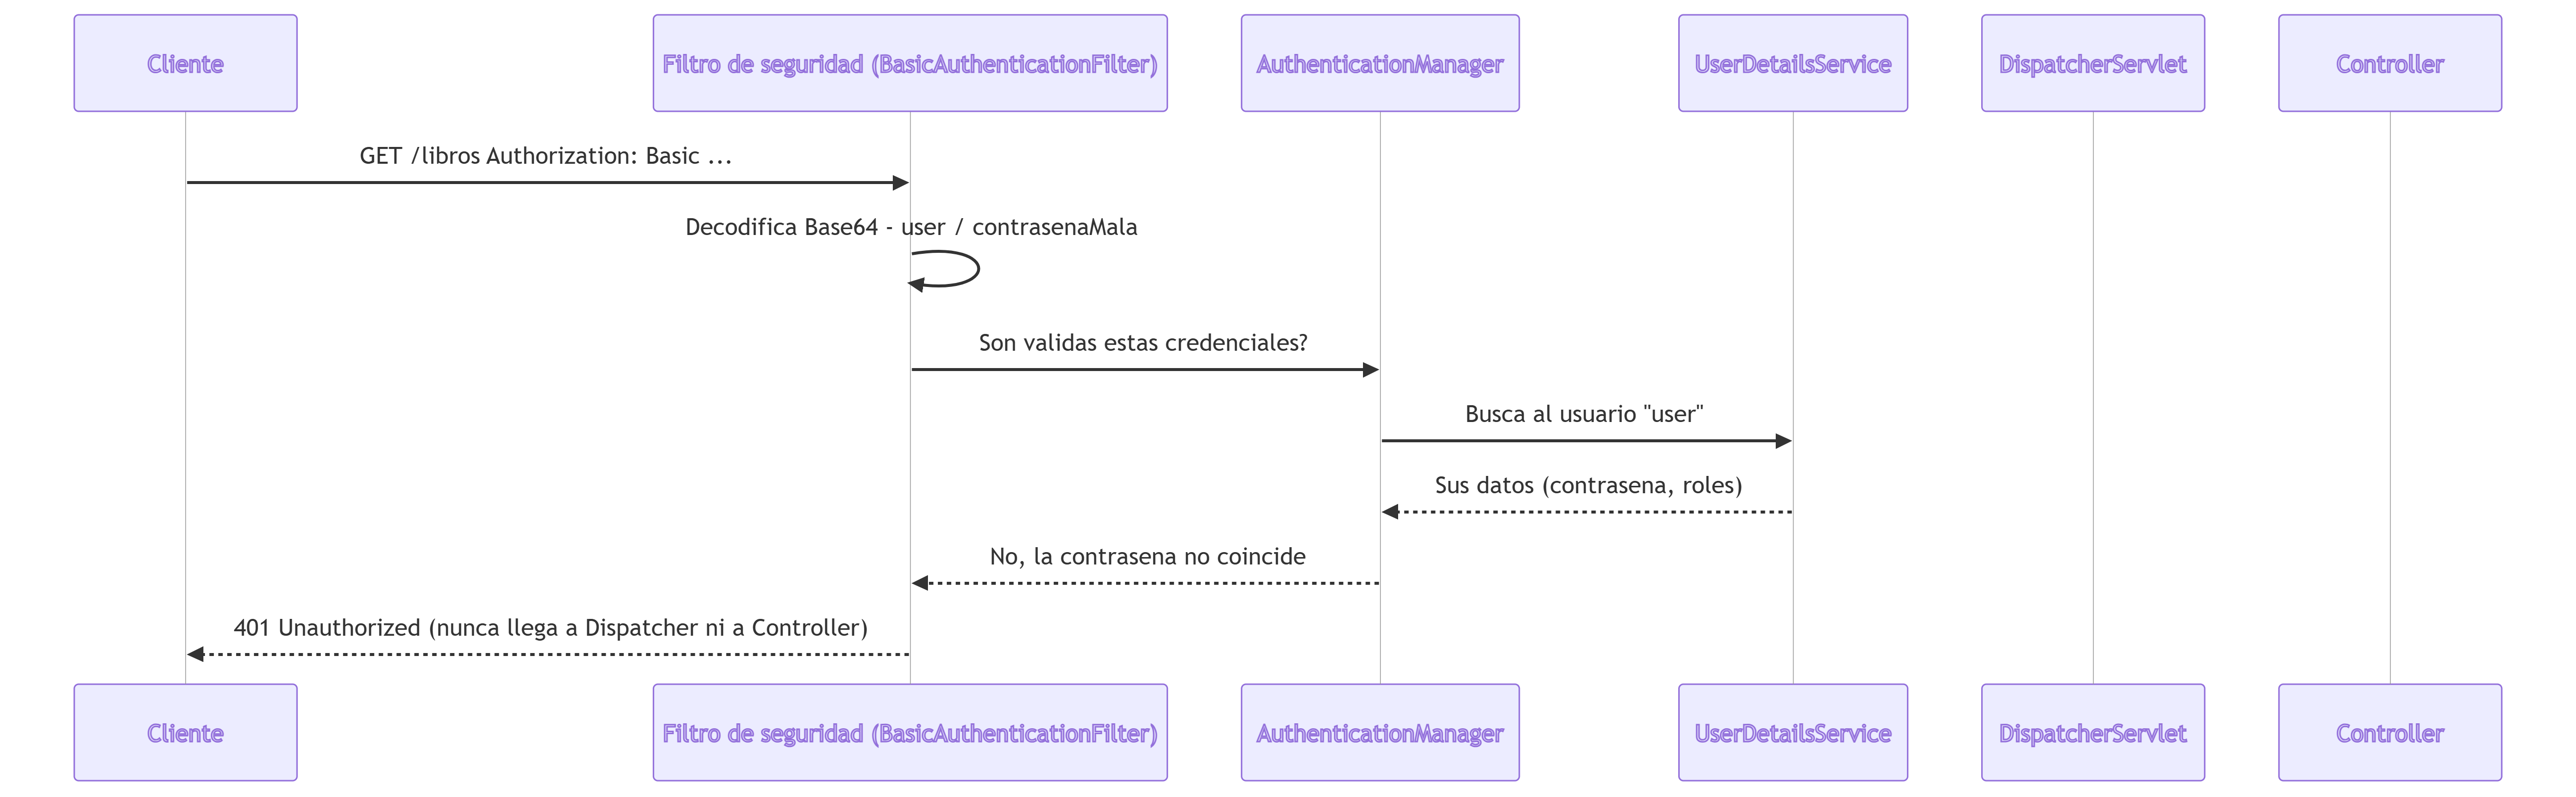 Cliente
Filtro de seguridad (BasicAuthenticationFilter)
AuthenticationManager
UserDetailsService
DispatcherServlet
Controller
GET /libros Authorization: Basic ...
Decodifica Base64 - user / contrasenaMala
Son validas estas credenciales?
Busca al usuario "user"
Sus datos (contrasena, roles)
No, la contrasena no coincide
401 Unauthorized (nunca llega a Dispatcher ni a Controller)
Cliente
Filtro de seguridad (BasicAuthenticationFilter)
AuthenticationManager
UserDetailsService
DispatcherServlet
Controller